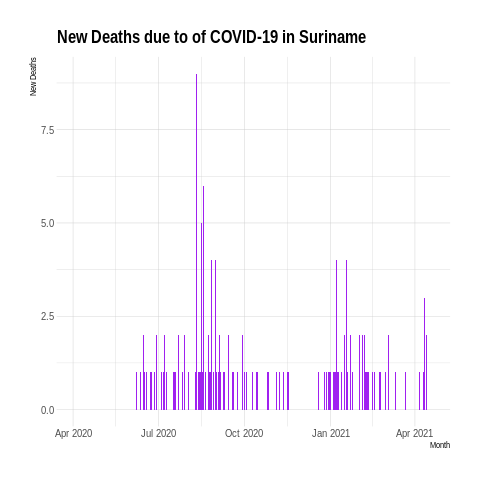 New Deaths due to of COVID-19 in Suriname
New Deaths
7.5
5.0
2.5
0.0
Apr 2020 Jul 2020 Oct 2020 Jan 2021 Apr 2021
Month